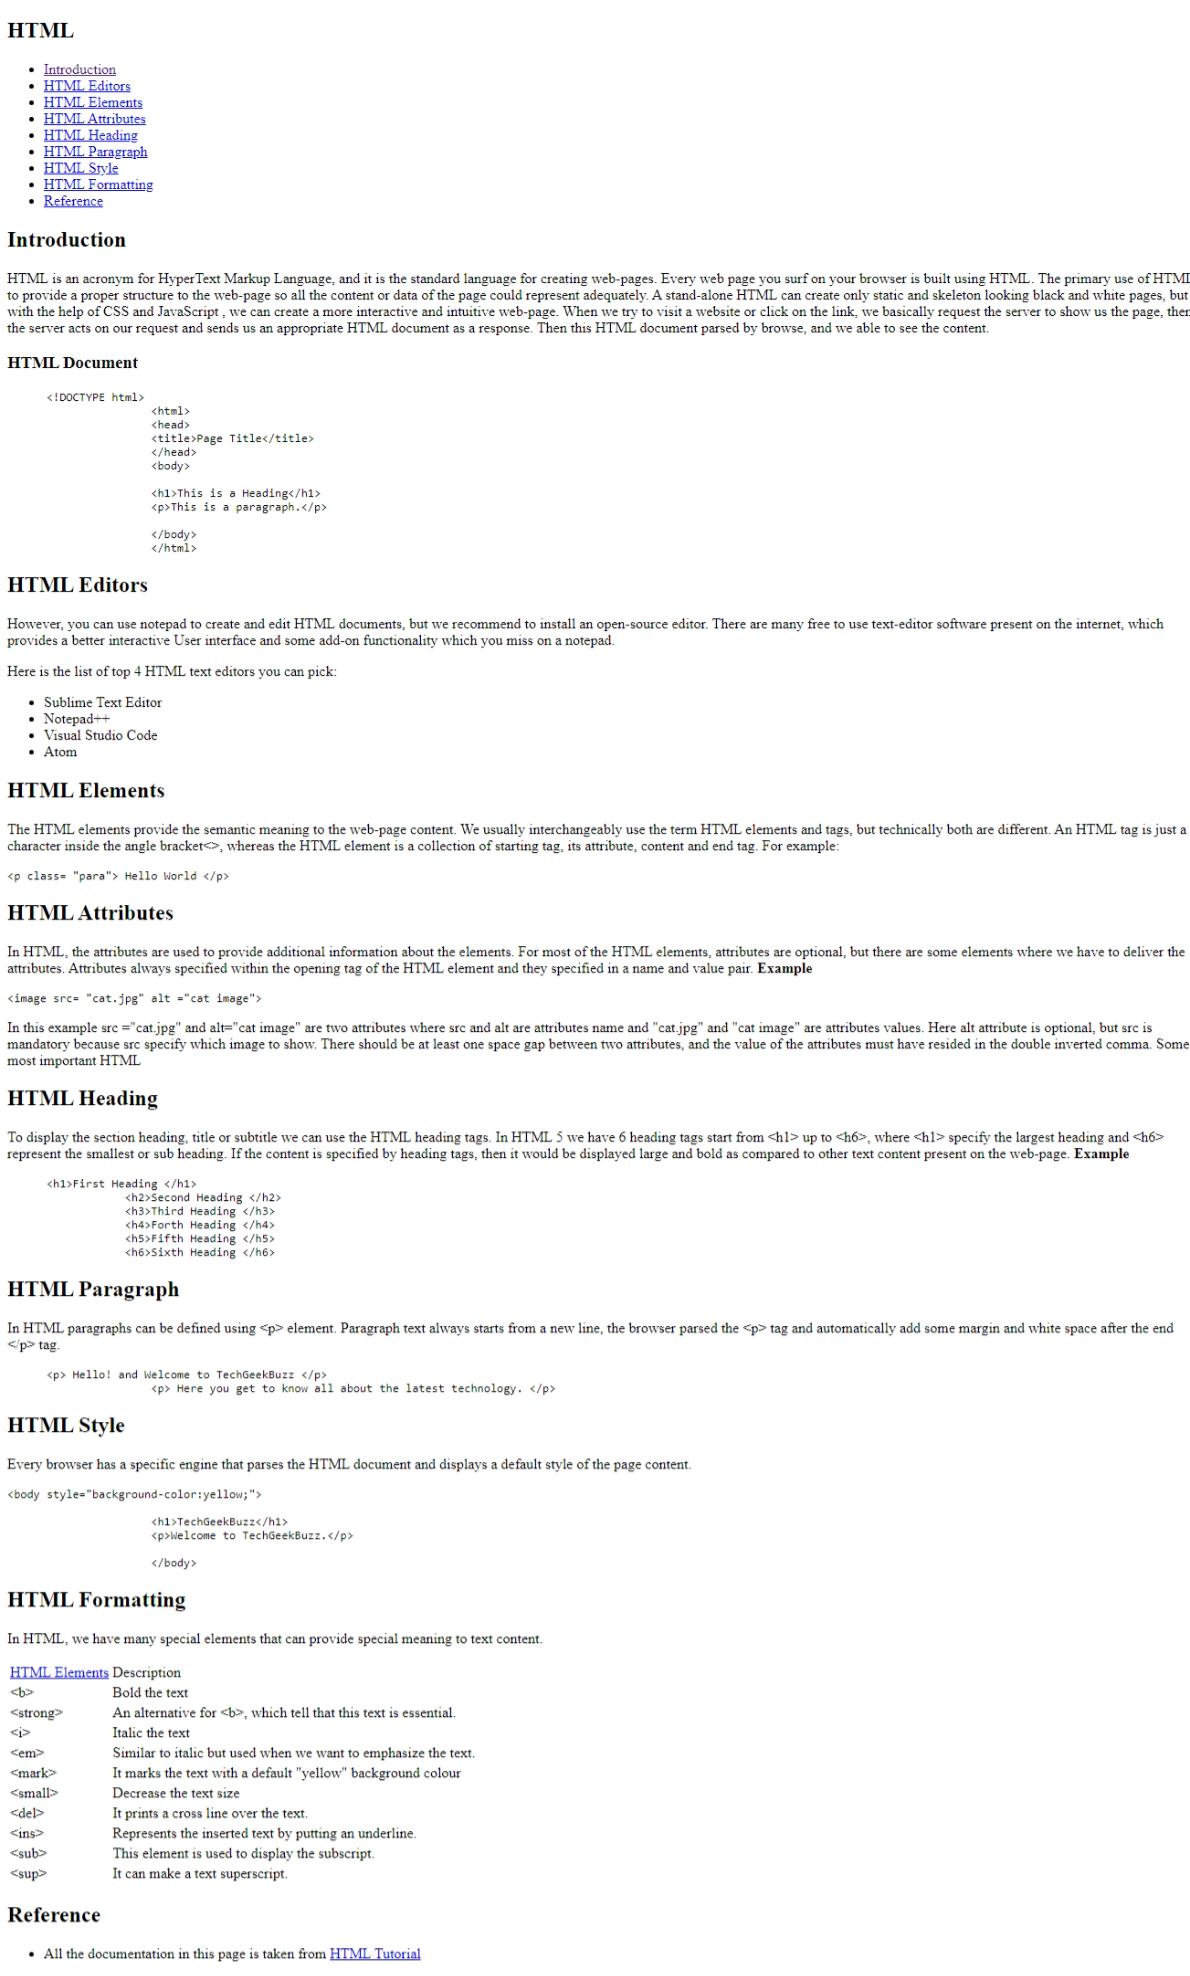 HTML
• Introduction
• HTML Editors
• HTML Elements
• HTML Attributes
• HTML Heading
• HTML Paragraph
• HTML Style
• HTML Formatting
• Reference
Introduction
HTML is an acronym for HyperText Markup Language, and it is the standard language for creating web-pages. Every web page you surf on your browser is built using HTML. The primary use of HTML
to provide a proper structure to the web-page so all the content or data of the page could represent adequately. A stand-alone HTML can create only static and skeleton looking black and white pages, but
with the help of CSS and JavaScript , we can create a more interactive and intuitive web-page. When we try to visit a website or click on the link, we basically request the server to show us the page, then
the server acts on our request and sends us an appropriate HTML document as a response. Then this HTML document parsed by browse, and we able to see the content.
HTML Document
<!DOCTYPE html>
<html>
<head>
<title>Page Title</title>
</head>
<body>
<h1>This is a Heading</h1>
<p>This is a paragraph.</p>
</body>
</html>
HTML Editors
However, you can use notepad to create and edit HTML documents, but we recommend to install an open-source editor. There are many free to use text-editor software present on the internet, which
provides a better interactive User interface and some add-on functionality which you miss on a notepad.
Here is the list of top 4 HTML text editors you can pick:
• Sublime Text Editor
• Notepad++
• Visual Studio Code
• Atom
HTML Elements
The HTML elements provide the semantic meaning to the web-page content. We usually interchangeably use the term HTML elements and tags, but technically both are different. An HTML tag is just a
character inside the angle bracket<>, whereas the HTML element is a collection of starting tag, its attribute, content and end tag. For example:
<p class= "para"> Hello World </p>
HTML Attributes
In HTML, the attributes are used to provide additional information about the elements. For most of the HTML elements, attributes are optional, but there are some elements where we have to deliver the
attributes. Attributes always specified within the opening tag of the HTML element and they specified in a name and value pair. Example
<image src= "cat.jpg" alt ="cat image">
In this example src ="cat.jpg" and alt="cat image" are two attributes where src and alt are attributes name and "cat.jpg" and "cat image" are attributes values. Here alt attribute is optional, but src is
mandatory because src specify which image to show. There should be at least one space gap between two attributes, and the value of the attributes must have resided in the double inverted comma. Some
most important HTML
HTML Heading
To display the section heading, title or subtitle we can use the HTML heading tags. In HTML 5 we have 6 heading tags start from <h1> up to <h6>, where <h1> specify the largest heading and <h6>
represent the smallest or sub heading. If the content is specified by heading tags, then it would be displayed large and bold as compared to other text content present on the web-page. Example
<h1>First Heading </h1>
<h2>Second Heading </h2>
<h3>Third Heading </h3>
<h4>Forth Heading </h4>
<h5>Fifth Heading </h5>
<h6>Sixth Heading </h6>
HTML Paragraph
In HTML paragraphs can be defined using <p> element. Paragraph text always starts from a new line, the browser parsed the <p> tag and automatically add some margin and white space after the end
</p> tag.
<p> Hello! and Welcome to TechGeekBuzz </p>
<p> Here you get to know all about the latest technology. </p>
HTML Style
Every browser has a specific engine that parses the HTML document and displays a default style of the page content.
<body style="background-color:yellow;">
<h1>TechGeekBuzz</h1>
<p>Welcome to TechGeekBuzz.</p>
</body>
HTML Formatting
In HTML, we have many special elements that can provide special meaning to text content.
HTML Elements Description
<b> Bold the text
<strong> An alternative for <b>, which tell that this text is essential.
<i> Italic the text
<em> Similar to italic but used when we want to emphasize the text.
<mark> It marks the text with a default "yellow" background colour
<small> Decrease the text size
<del> It prints a cross line over the text.
<ins> Represents the inserted text by putting an underline.
<sub> This element is used to display the subscript.
<sup> It can make a text superscript.
Reference
• All the documentation in this page is taken from HTML Tutorial